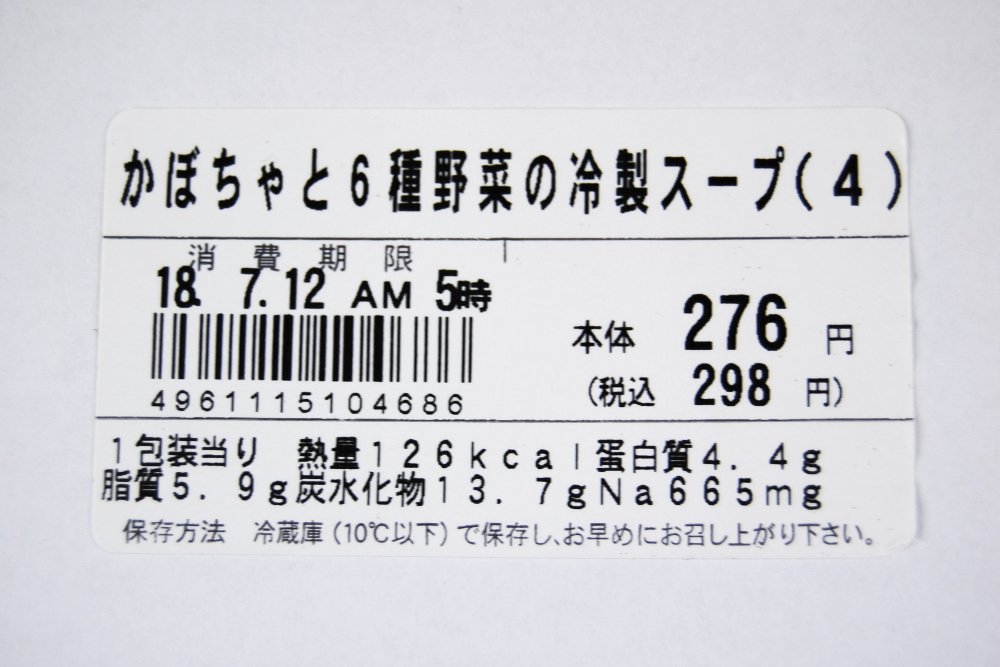 かぼちゃと6種野菜の冷製スープ(4)
消費期限
18. 7.12 AM 5時
本体 276 円
4961115104686
(税込 298 円)
1包装当り 熱量126kcal蛋白質4.4g
脂質5.9g炭水化物13.7gNa665mg
保存方法 冷蔵庫(10℃以下)で保存し、お早めにお召し上がり下さい。